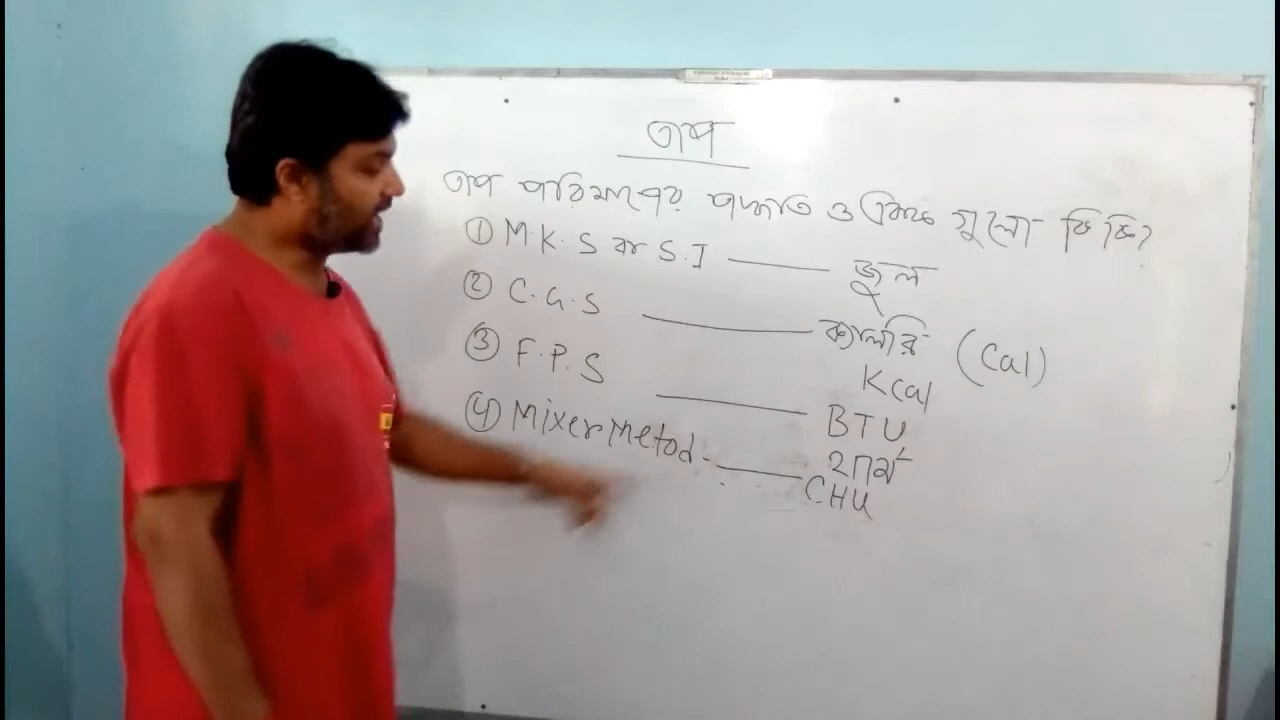 তাপ
তাপ পরিমাপের পদ্ধতি ও একক গুলো কি কি?
① M.K.S বা S.I —— জুল
② C.G.S —— ক্যালরি (Cal)
Kcal
③ F.P.S —— BTU
থার্ম
④ Mixer Metod - —— CHU